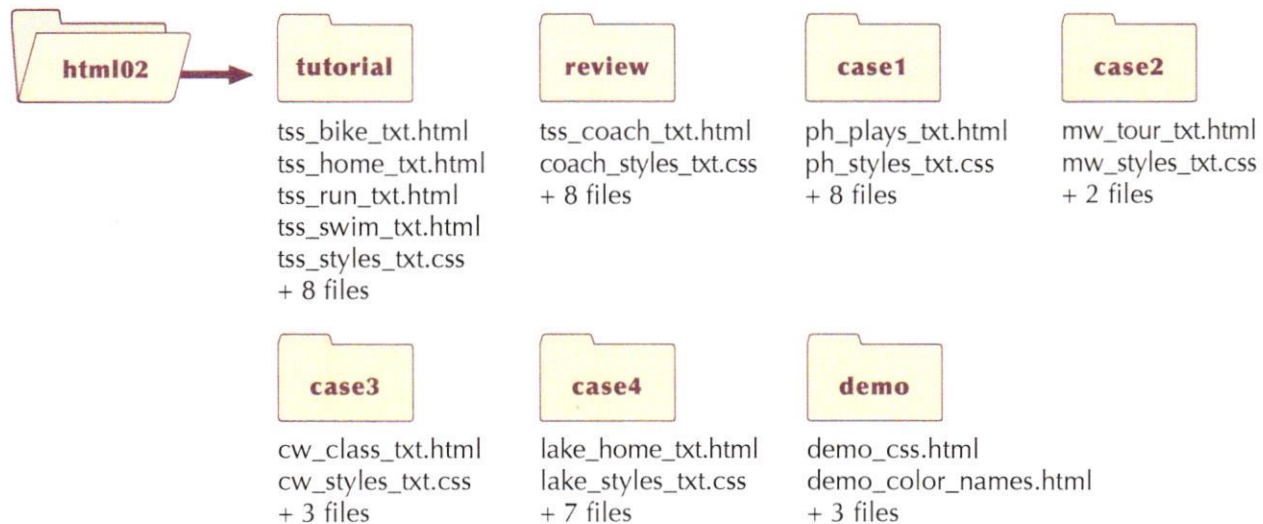 html02
tutorial
tss_bike_txt.html
tss_home_txt.html
tss_run_txt.html
tss_swim_txt.html
tss_styles_txt.css
+ 8 files
review
tss_coach_txt.html
coach_styles_txt.css
+ 8 files
case1
ph_plays_txt.html
ph_styles_txt.css
+ 8 files
case2
mw_tour_txt.html
mw_styles_txt.css
+ 2 files
case3
cw_class_txt.html
cw_styles_txt.css
+ 3 files
case4
lake_home_txt.html
lake_styles_txt.css
+ 7 files
demo
demo_css.html
demo_color_names.html
+ 3 files